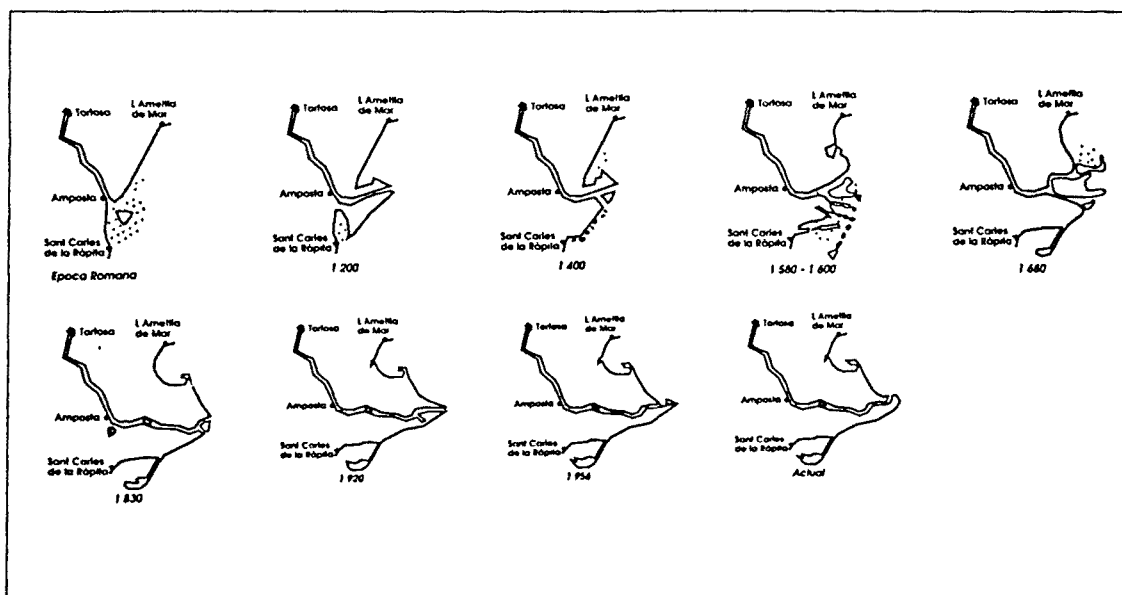 Tortosa
L Ametlla
de Mar
Amposta
Sant Carles
de la Ràpita
Epoca Romana
Tortosa
L Ametlla
de Mar
Amposta
Sant Carles
de la Ràpita
1 200
Tortosa
L Ametlla
de Mar
Amposta
Sant Carles
de la Ràpita
1 400
Tortosa
L Ametlla
de Mar
Amposta
Sant Carles
de la Ràpita
1 580 - 1 600
Tortosa
L Ametlla
de Mar
Amposta
Sant Carles
de la Ràpita
1 680
Tortosa
L Ametlla
de Mar
Amposta
Sant Carles
de la Ràpita
1 830
Tortosa
L Ametlla
de Mar
Amposta
Sant Carles
de la Ràpita
1 920
Tortosa
L Ametlla
de Mar
Amposta
Sant Carles
de la Ràpita
1 956
Tortosa
L Ametlla
de Mar
Amposta
Sant Carles
de la Ràpita
Actual